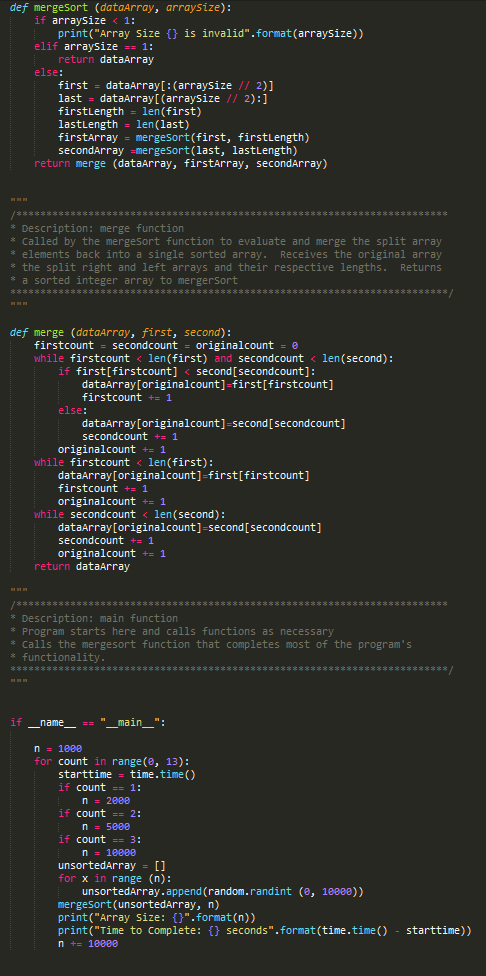 def mergeSort (dataArray, arraySize):
    if arraySize < 1:
        print("Array Size {} is invalid".format(arraySize))
    elif arraySize == 1:
        return dataArray
    else:
        first = dataArray[:(arraySize // 2)]
        last = dataArray[(arraySize // 2):]
        firstLength = len(first)
        lastLength = len(last)
        firstArray = mergeSort(first, firstLength)
        secondArray =mergeSort(last, lastLength)
    return merge (dataArray, firstArray, secondArray)
"""
/************************************************************************
* Description: merge function
* Called by the mergeSort function to evaluate and merge the split array
* elements back into a single sorted array.  Receives the original array
* the split right and left arrays and their respective lengths.  Returns
* a sorted integer array to mergerSort
*************************************************************************/
"""
def merge (dataArray, first, second):
    firstcount = secondcount = originalcount = 0
    while firstcount < len(first) and secondcount < len(second):
        if first[firstcount] < second[secondcount]:
            dataArray[originalcount]=first[firstcount]
            firstcount += 1
        else:
            dataArray[originalcount]=second[secondcount]
            secondcount += 1
        originalcount += 1
    while firstcount < len(first):
        dataArray[originalcount]=first[firstcount]
        firstcount += 1
        originalcount += 1
    while secondcount < len(second):
        dataArray[originalcount]=second[secondcount]
        secondcount += 1
        originalcount += 1
    return dataArray
"""
/************************************************************************
* Description: main function
* Program starts here and calls functions as necessary
* Calls the mergesort function that completes most of the program's
* functionality.
*************************************************************************/
"""
if __name__ == "__main__":
    n = 1000
    for count in range(0, 13):
        starttime = time.time()
        if count == 1:
            n = 2000
        if count == 2:
            n = 5000
        if count == 3:
            n = 10000
        unsortedArray = []
        for x in range (n):
            unsortedArray.append(random.randint (0, 10000))
        mergeSort(unsortedArray, n)
        print("Array Size: {}".format(n))
        print("Time to Complete: {} seconds".format(time.time() - starttime))
        n += 10000